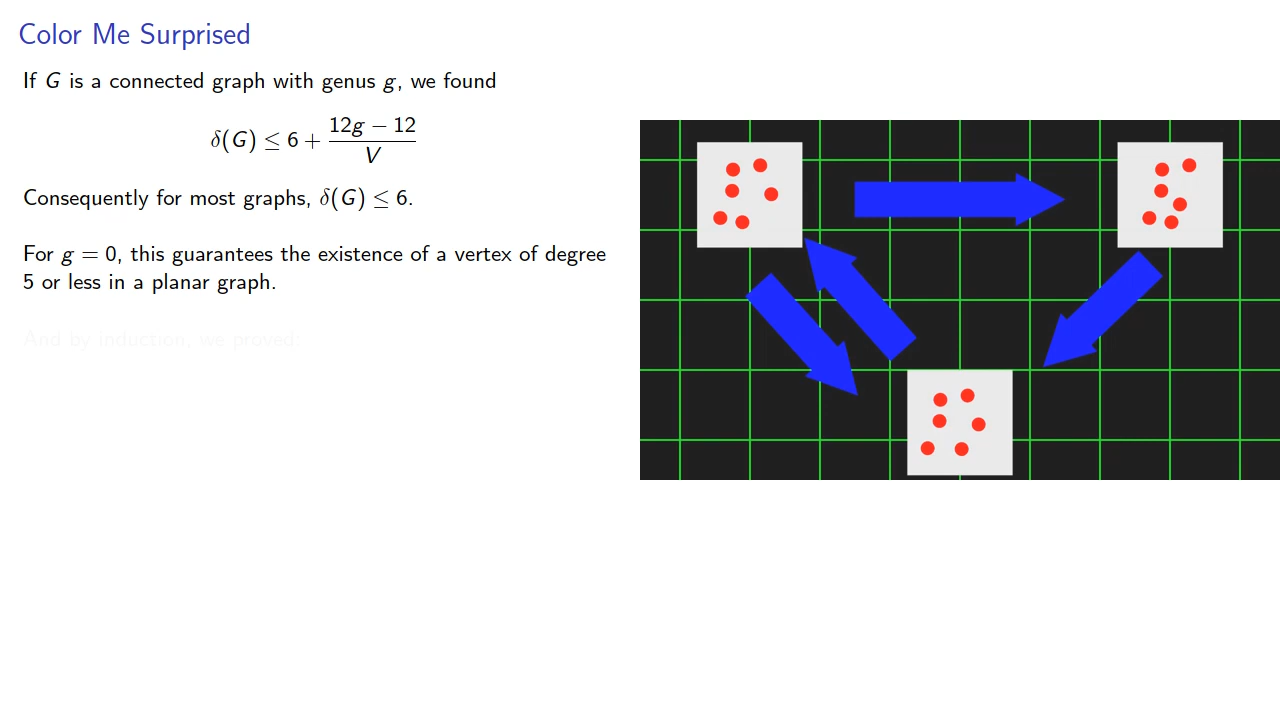 Color Me Surprised
If G is a connected graph with genus g, we found
δ(G) ≤ 6 + (12g − 12)/V
Consequently for most graphs, δ(G) ≤ 6.
For g = 0, this guarantees the existence of a vertex of degree
5 or less in a planar graph.
And by induction, we proved: